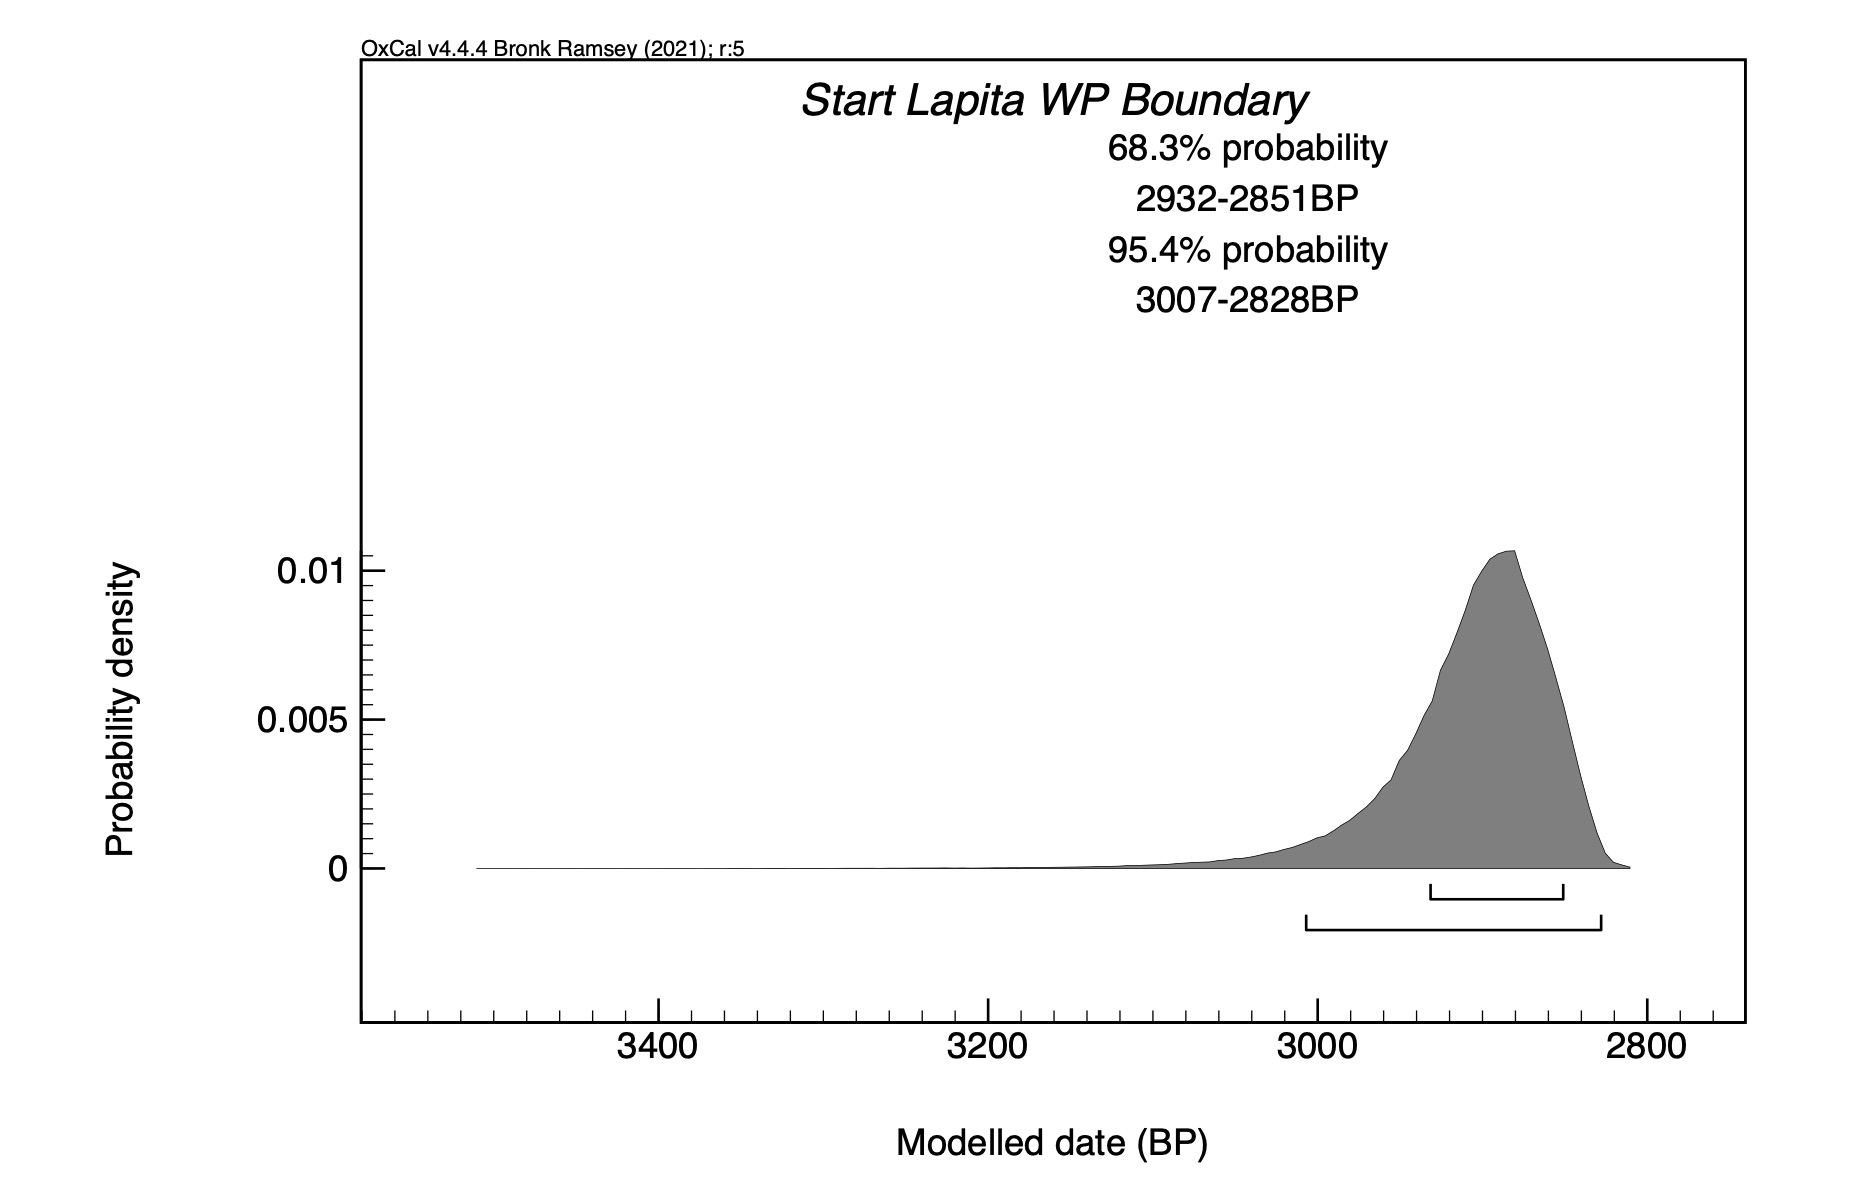 OxCal v4.4.4 Bronk Ramsey (2021); r:5
Start Lapita WP Boundary
68.3% probability
2932-2851BP
95.4% probability
3007-2828BP
Probability density
0.01
0.005
0
3400 3200 3000 2800
Modelled date (BP)